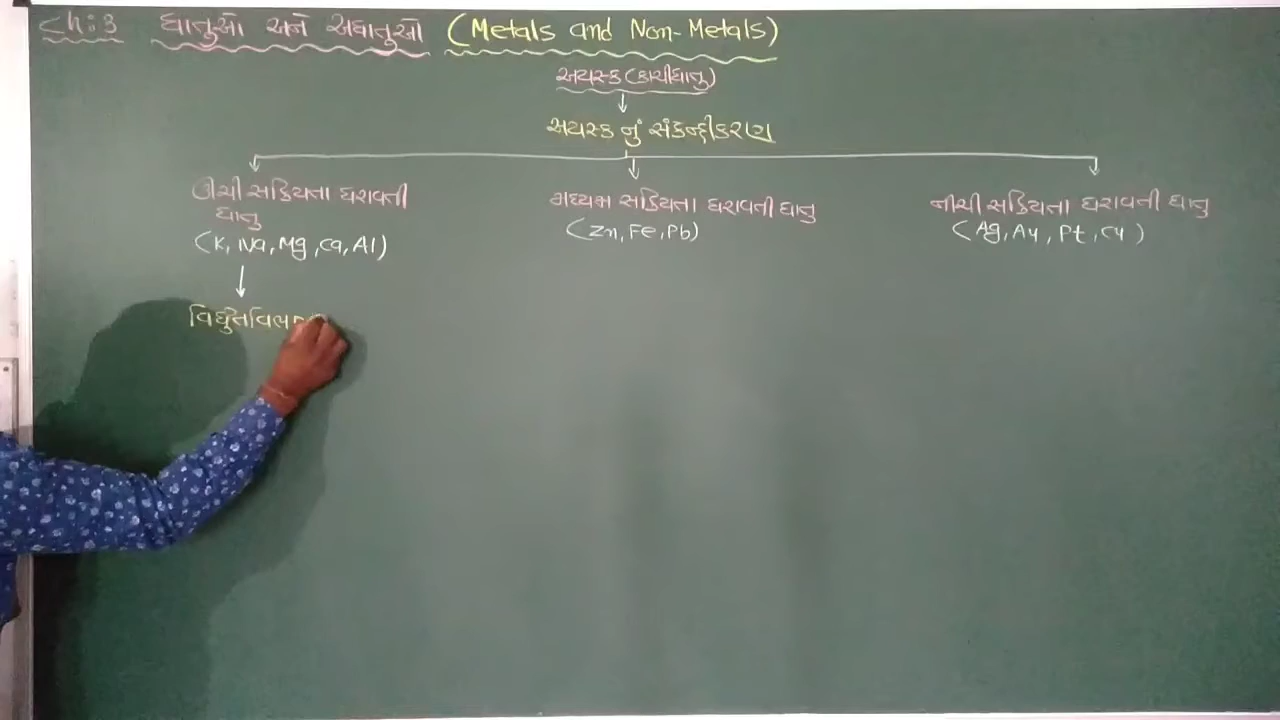 Ch:3 ધાતુઓ અને અધાતુઓ (Metals and Non-Metals)
અયસ્ક (કાચીધાતુ)
અયસ્ક નું સંકેન્દ્રીકરણ
ઊંચી સક્રિયતા ધરાવતી
ધાતુ
(K, Na, Mg, Ca, Al)
મધ્યમ સક્રિયતા ધરાવતી ધાતુ
(Zn, Fe, Pb)
નીચી સક્રિયતા ધરાવતી ધાતુ
(Ag, Au, Pt, Cu)
વિદ્યુતવિભ